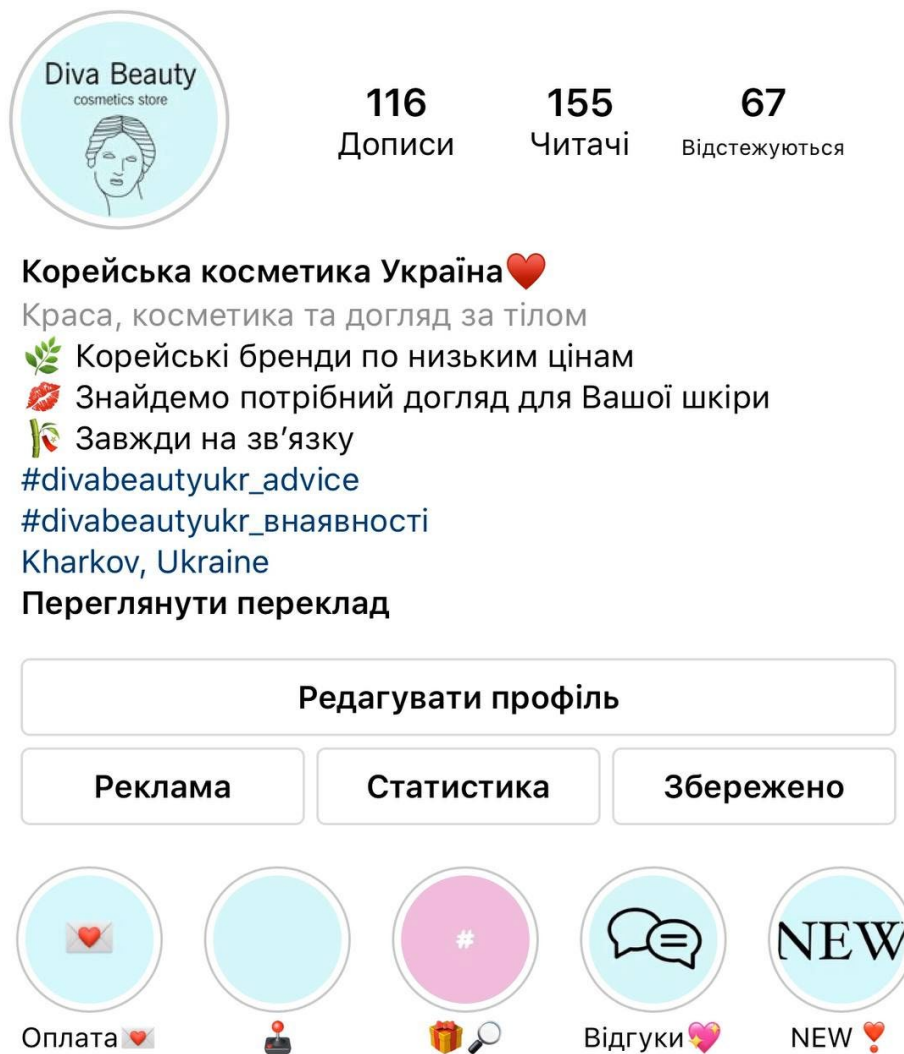 Diva Beauty
cosmetics store
116 155 67
Дописи Читачі Відстежуються
Корейська косметика Україна♥️
Краса, косметика та догляд за тілом
🌿 Корейські бренди по низьким цінам
💋 Знайдемо потрібний догляд для Вашої шкіри
🎋 Завжди на зв’язку
#divabeautyukr_advice
#divabeautyukr_внаявності
Kharkov, Ukraine
Переглянути переклад
Редагувати профіль
Реклама Статистика Збережено
# NEW
Оплата💌 🕹️ 🎁🔎 Відгуки💖 NEW ❣️